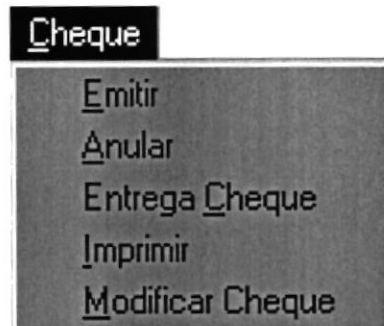 Cheque
Emitir
Anular
Entrega Cheque
Imprimir
Modificar Cheque